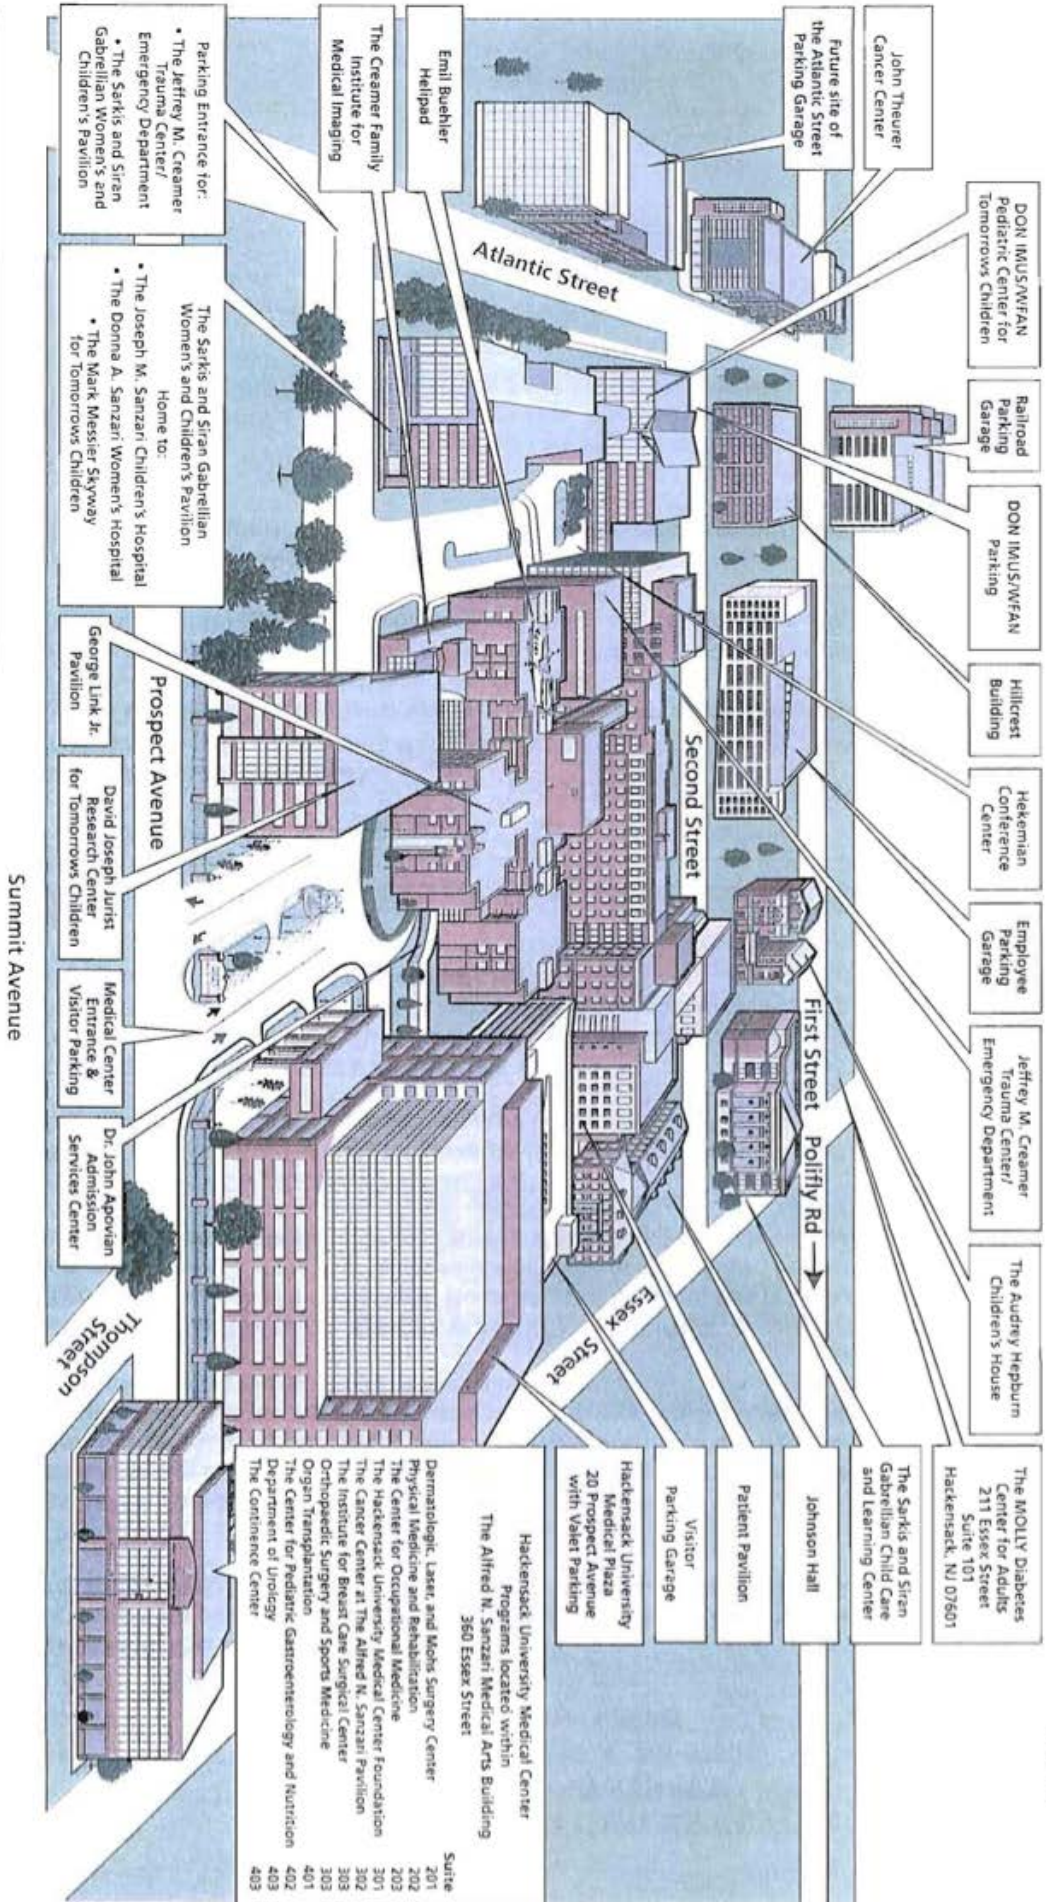 John Theurer
Cancer Center
Future site of
the Atlantic Street
Parking Garage
Emil Buehler
Helipad
The Creamer Family
Institute for
Medical Imaging
Parking Entrance for:
• The Jeffrey M. Creamer
Trauma Center/
Emergency Department
• The Sarkis and Siran
Gabrellian Women's and
Children's Pavilion
DON IMUS/WFAN
Pediatric Center for
Tomorrows Children
Railroad
Parking
Garage
DON IMUS/WFAN
Parking
Hillcrest
Building
Hekemian
Conference
Center
Employee
Parking
Garage
Jeffrey M. Creamer
Trauma Center/
Emergency Department
The Audrey Hepburn
Children's House
The MOLLY Diabetes
Center for Adults
211 Essex Street
Suite 101
Hackensack, NJ 07601
The Sarkis and Siran
Gabrellian Child Care
and Learning Center
Johnson Hall
Patient Pavilion
Visitor
Parking Garage
Hackensack University
Medical Plaza
20 Prospect Avenue
with Valet Parking
Atlantic Street
Second Street
First Street
Polifly Rd
Essex Street
Prospect Avenue
Thompson
Street
Summit Avenue
The Sarkis and Siran Gabrellian
Women's and Children's Pavilion
Home to:
• The Joseph M. Sanzari Children's Hospital
• The Donna A. Sanzari Women's Hospital
• The Mark Messier Skyway
for Tomorrows Children
George Link Jr.
Pavilion
David Joseph Jurist
Research Center
for Tomorrows Children
Medical Center
Entrance &
Visitor Parking
Dr. John Apovian
Admission
Services Center
Hackensack University Medical Center
Programs located within
The Alfred N. Sanzari Medical Arts Building
360 Essex Street
Suite
Dermatologic, Laser, and Mohs Surgery Center 201
Physical Medicine and Rehabilitation 202
The Center for Occupational Medicine 203
The Hackensack University Medical Center Foundation 301
The Cancer Center at The Alfred N. Sanzari Pavilion 302
The Institute for Breast Care Surgical Center 303
Orthopaedic Surgery and Sports Medicine 303
Organ Transplantation 401
The Center for Pediatric Gastroenterology and Nutrition 402
Department of Urology 403
The Continence Center 403